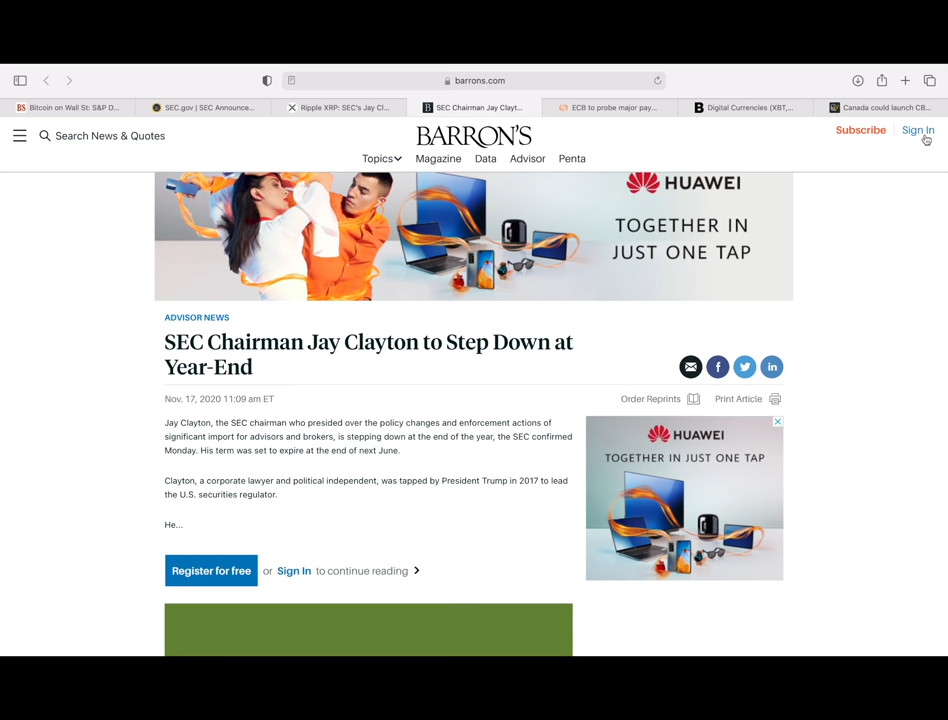 barrons.com
Bitcoin on Wall St: S&P D...
SEC.gov | SEC Announce...
Ripple XRP: SEC's Jay Cl...
SEC Chairman Jay Clayt...
ECB to probe major pay...
Digital Currencies (XBT,...
Canada could launch CB...
Search News & Quotes
BARRON'S
Subscribe
Sign In
Topics
Magazine
Data
Advisor
Penta
HUAWEI
TOGETHER IN
JUST ONE TAP
ADVISOR NEWS
SEC Chairman Jay Clayton to Step Down at
Year-End
Nov. 17, 2020 11:09 am ET
Order Reprints
Print Article
Jay Clayton, the SEC chairman who presided over the policy changes and enforcement actions of
significant import for advisors and brokers, is stepping down at the end of the year, the SEC confirmed
Monday. His term was set to expire at the end of next June.
Clayton, a corporate lawyer and political independent, was tapped by President Trump in 2017 to lead
the U.S. securities regulator.
He...
HUAWEI
TOGETHER IN JUST ONE TAP
Register for free or Sign In to continue reading